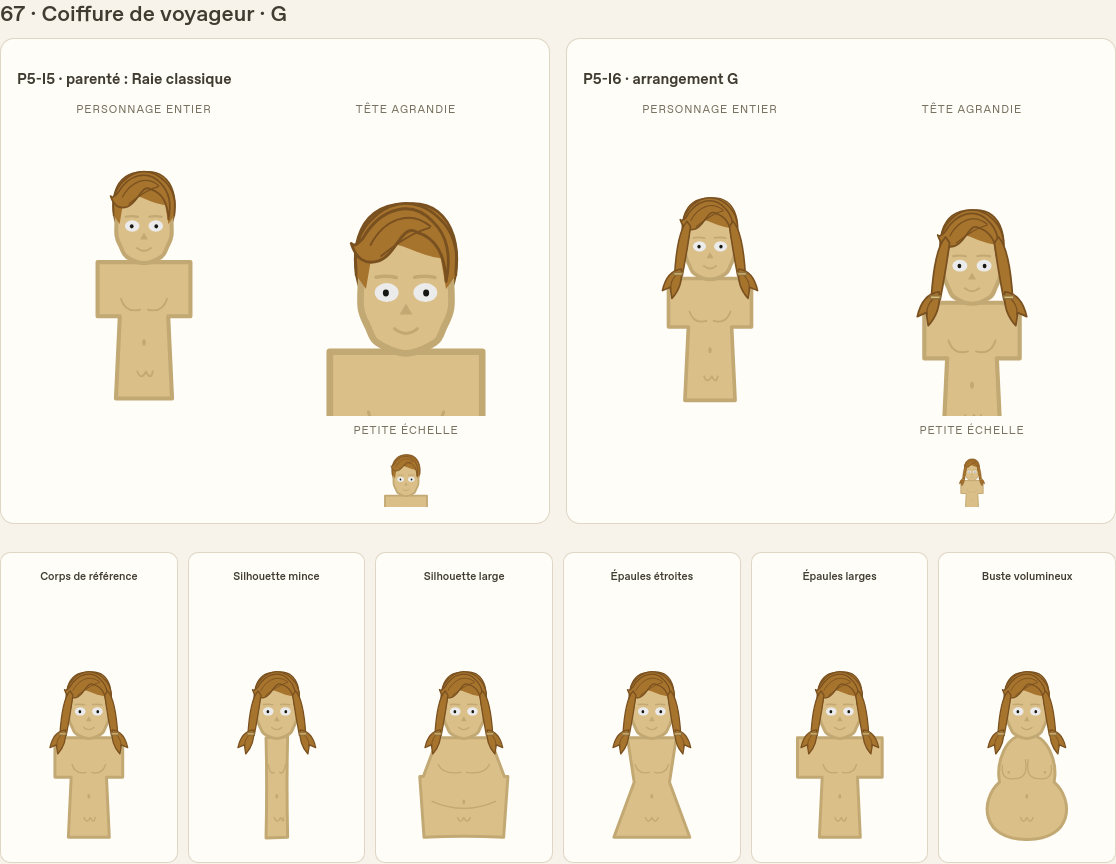 67 · Coiffure de voyageur · G
P5-I5 · parenté : Raie classique
PERSONNAGE ENTIER
TÊTE AGRANDIE
PETITE ÉCHELLE
P5-I6 · arrangement G
PERSONNAGE ENTIER
TÊTE AGRANDIE
PETITE ÉCHELLE
Corps de référence
Silhouette mince
Silhouette large
Épaules étroites
Épaules larges
Buste volumineux